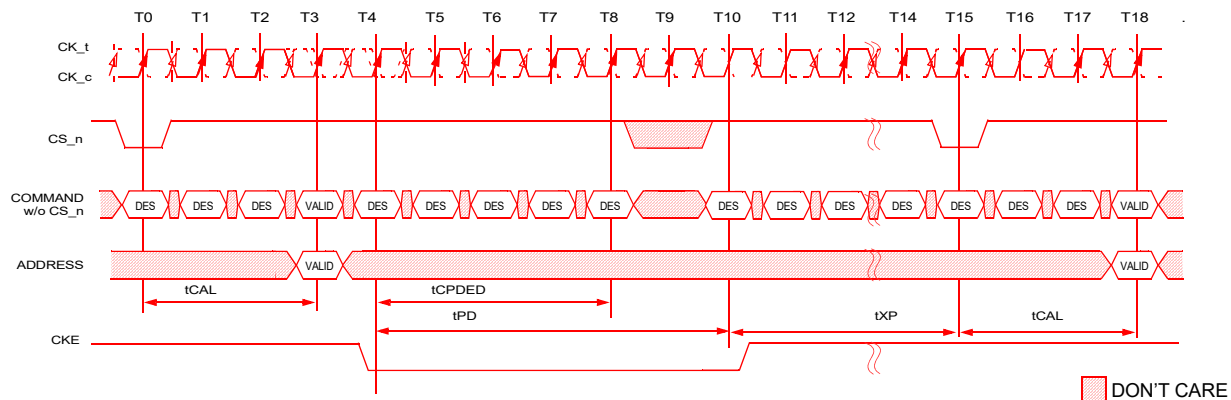 T0 T1 T2 T3 T4 T5 T6 T7 T8 T9 T10 T11 T12 T14 T15 T16 T17 T18 .
CK_t
CK_c
CS_n
COMMAND
w/o CS_n
DES DES DES VALID DES DES DES DES DES DES DES DES DES DES DES DES VALID
ADDRESS
VALID VALID
tCAL tCPDED
tPD tXP tCAL
CKE
DON'T CARE